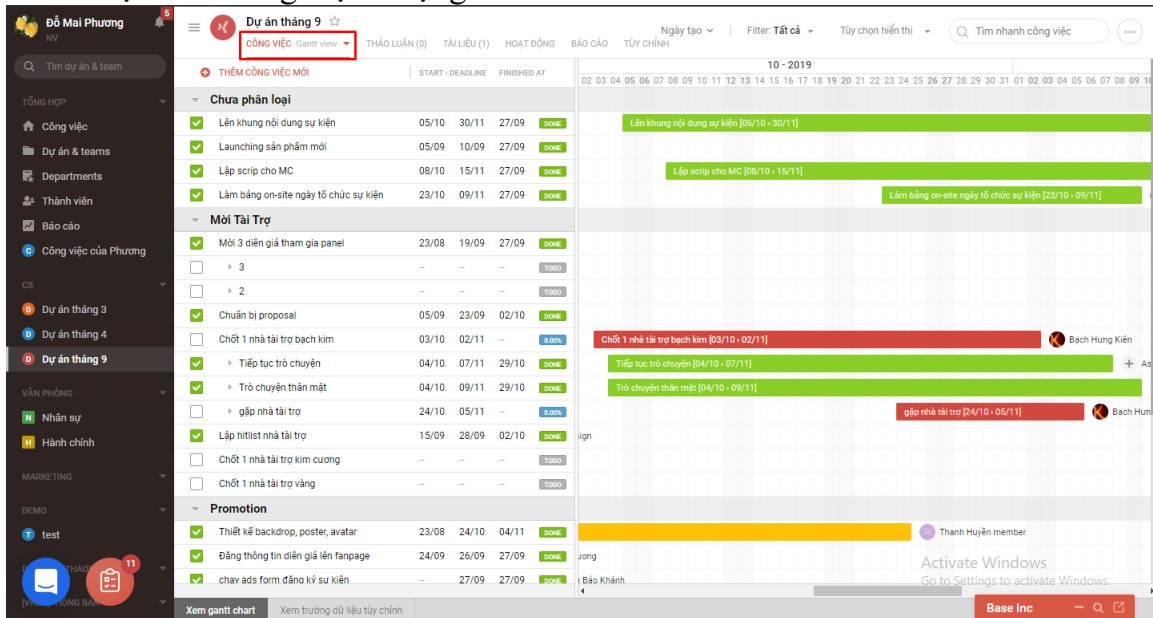 Đỗ Mai Phương
NV
5
Tìm dự án & team
TỔNG HỢP
Công việc
Dự án & teams
Departments
Thành viên
Báo cáo
C Công việc của Phương
CS
D Dự án tháng 3
D Dự án tháng 4
D Dự án tháng 9
VĂN PHÒNG
N Nhân sự
H Hành chính
MARKETING
DEMO
T test
11
Dự án tháng 9
CÔNG VIỆC Gantt view THẢO LUẬN (0) TÀI LIỆU (1) HOẠT ĐỘNG BÁO CÁO TÙY CHỈNH
Ngày tạo Filter: Tất cả Tùy chọn hiển thị Tìm nhanh công việc
THÊM CÔNG VIỆC MỚI START › DEADLINE FINISHED AT
10 - 2019
02 03 04 05 06 07 08 09 10 11 12 13 14 15 16 17 18 19 20 21 22 23 24 25 26 27 28 29 30 31 01 02 03 04 05 06 07 08 09 10
Chưa phân loại
Lên khung nội dung sự kiện 05/10 30/11 27/09 DONE Lên khung nội dung sự kiện [05/10 › 30/11]
Launching sản phẩm mới 05/09 10/09 27/09 DONE
Lập scrip cho MC 08/10 15/11 27/09 DONE Lập scrip cho MC [08/10 › 15/11]
Làm bảng on-site ngày tổ chức sự kiện 23/10 09/11 27/09 DONE Làm bảng on-site ngày tổ chức sự kiện [23/10 › 09/11]
Mời Tài Trợ
Mời 3 diễn giả tham gia panel 23/08 19/09 27/09 DONE
3 -- -- -- TODO
2 -- -- -- TODO
Chuẩn bị proposal 05/09 23/09 02/10 DONE
Chốt 1 nhà tài trợ bạch kim 03/10 02/11 -- 0.00% Chốt 1 nhà tài trợ bạch kim [03/10 › 02/11] Bạch Hưng Kiên
Tiếp tục trò chuyện 04/10 07/11 29/10 DONE Tiếp tục trò chuyện [04/10 › 07/11] + As
Trò chuyện thân mật 04/10 09/11 29/10 DONE Trò chuyện thân mật [04/10 › 09/11]
gặp nhà tài trợ 24/10 05/11 -- 0.00% gặp nhà tài trợ [24/10 › 05/11] Bạch Hưn
Lập hitlist nhà tài trợ 15/09 28/09 02/10 DONE sign
Chốt 1 nhà tài trợ kim cương -- -- -- TODO
Chốt 1 nhà tài trợ vàng -- -- -- TODO
Promotion
Thiết kế backdrop, poster, avatar 23/08 24/10 04/11 DONE Thanh Huyền member
Đăng thông tin diễn giả lên fanpage 24/09 26/09 27/09 DONE ương
chạy ads form đăng ký sự kiện -- 27/09 27/09 DONE Bảo Khánh
Activate Windows
Go to Settings to activate Windows.
Xem gantt chart Xem trường dữ liệu tùy chỉnh
Base Inc